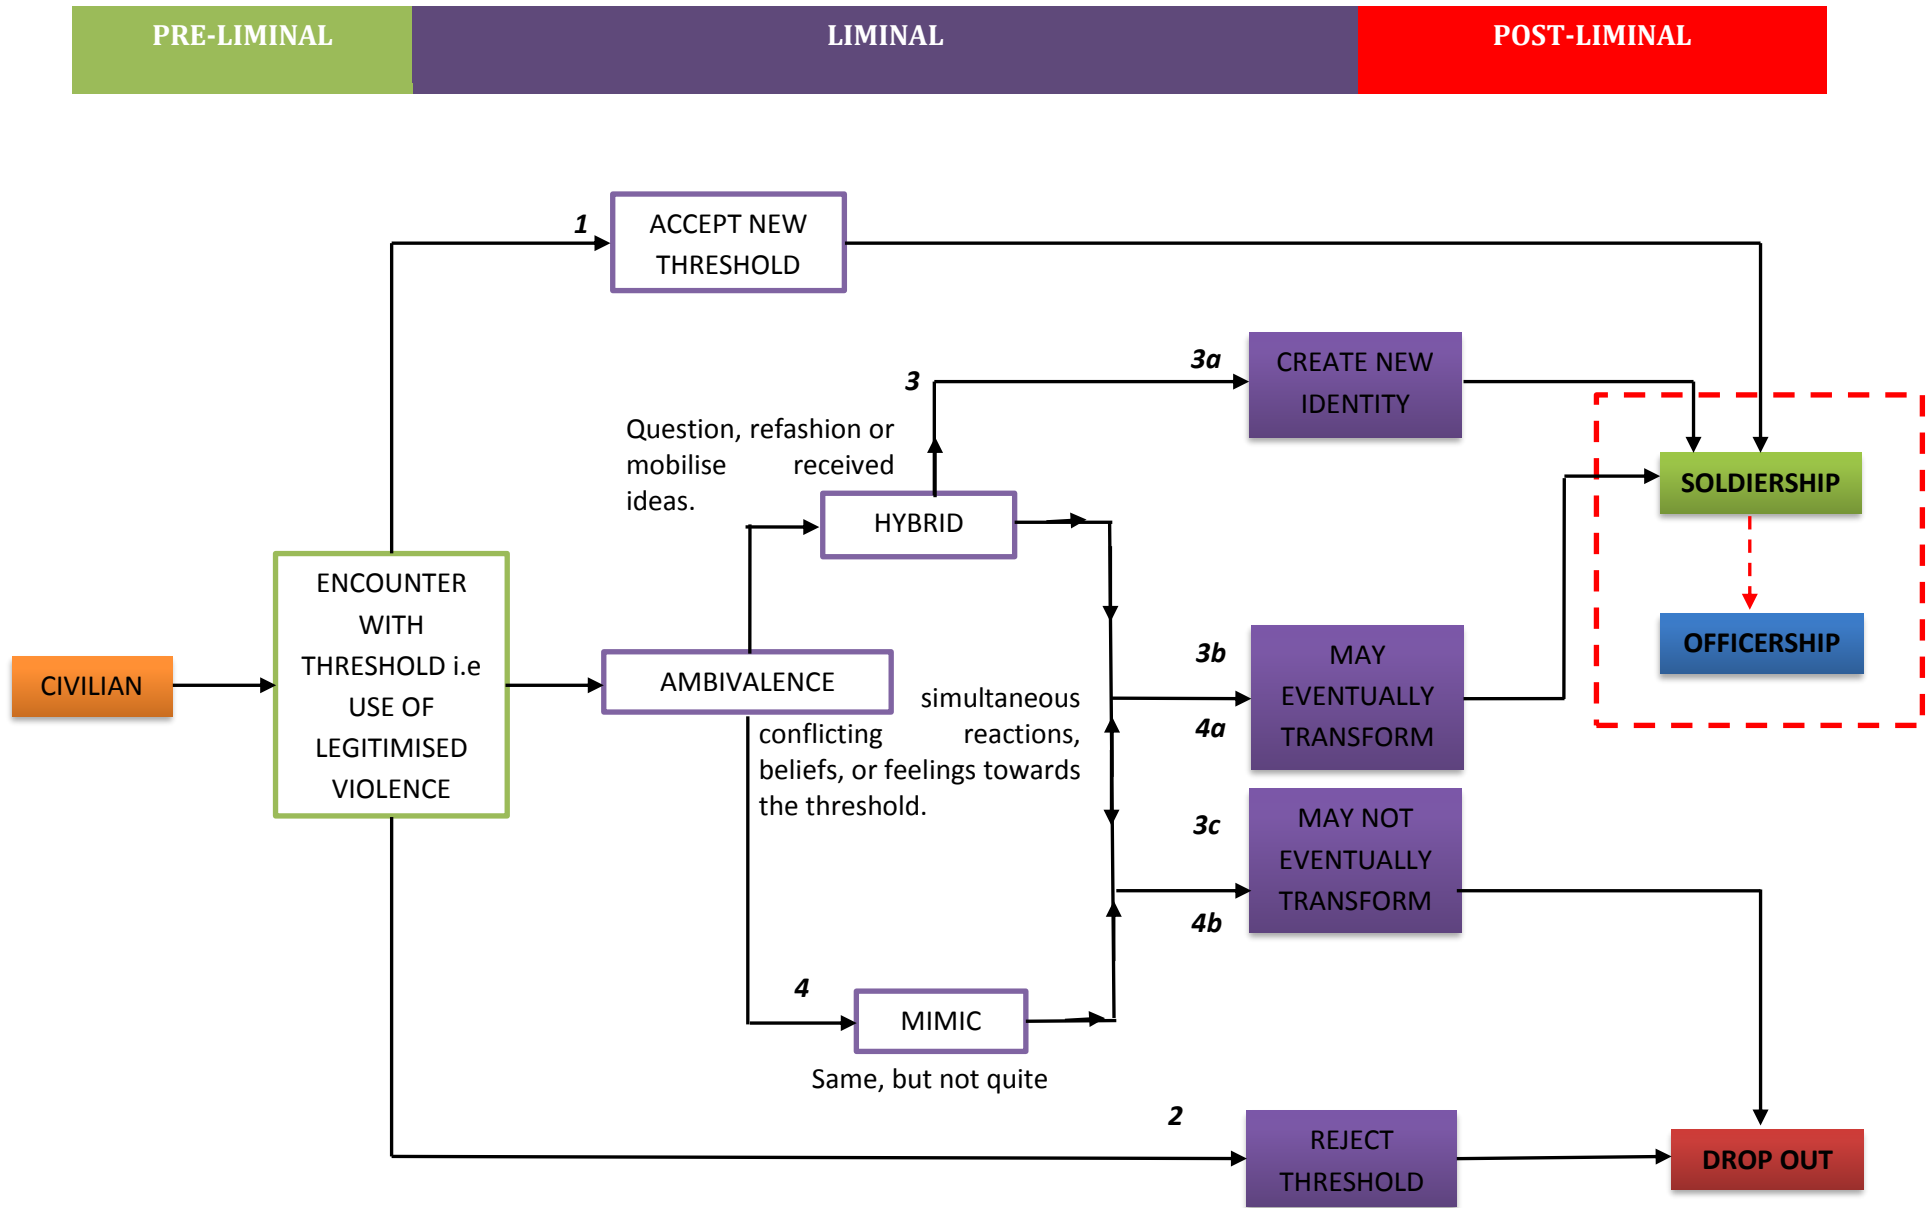 PRE-LIMINAL
LIMINAL
POST-LIMINAL
1
ACCEPT NEW
THRESHOLD
3
3a
CREATE NEW
IDENTITY
Question, refashion or
mobilise received
ideas.
HYBRID
SOLDIERSHIP
ENCOUNTER
WITH
THRESHOLD i.e
USE OF
LEGITIMISED
VIOLENCE
CIVILIAN
AMBIVALENCE
simultaneous
conflicting reactions,
beliefs, or feelings towards
the threshold.
3b
4a
MAY
EVENTUALLY
TRANSFORM
OFFICERSHIP
3c
4b
MAY NOT
EVENTUALLY
TRANSFORM
4
MIMIC
Same, but not quite
2
REJECT
THRESHOLD
DROP OUT